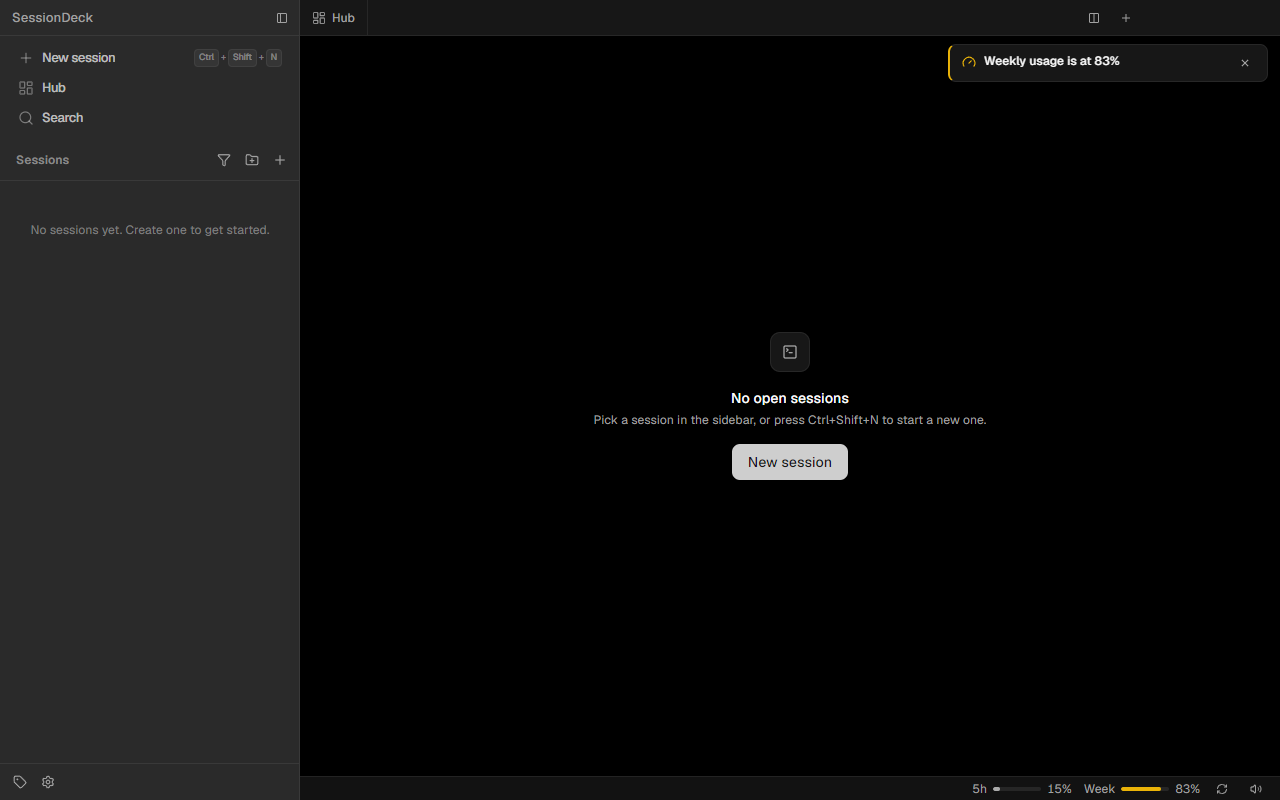 SessionDeck
Hub
New session Ctrl + Shift + N
Hub
Search
Sessions
No sessions yet. Create one to get started.
Weekly usage is at 83%
No open sessions
Pick a session in the sidebar, or press Ctrl+Shift+N to start a new one.
New session
5h 15% Week 83%